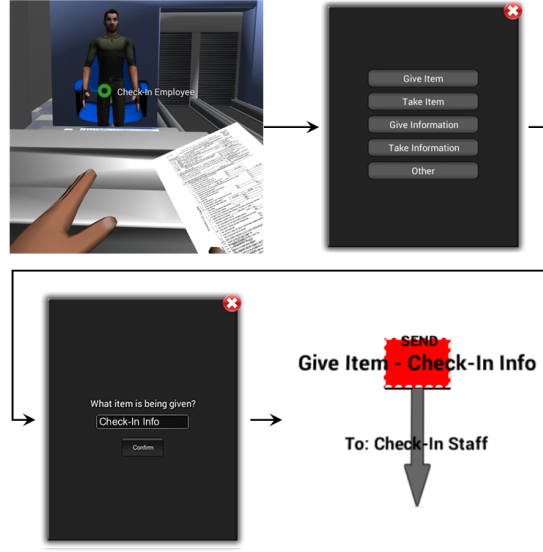 Check-In Employee
Give Item
Take Item
Give Information
Take Information
Other
What item is being given?
Check-In Info
Confirm
SEND
Give Item - Check-In Info
To: Check-In Staff